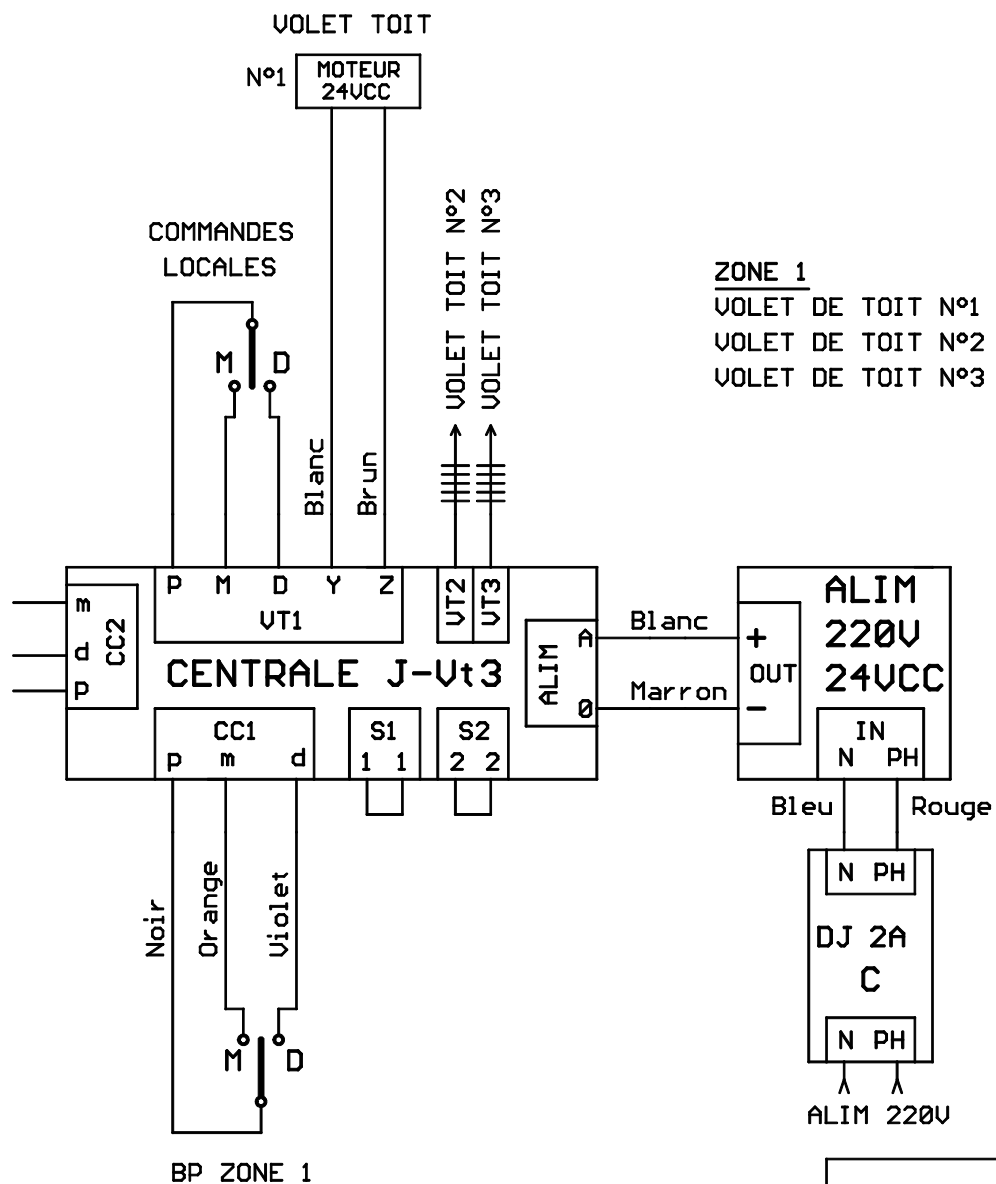 VOLET TOIT
N°1
MOTEUR
24VCC
COMMANDES
LOCALES
M D
VOLET TOIT N°2
VOLET TOIT N°3
ZONE 1
VOLET DE TOIT N°1
VOLET DE TOIT N°2
VOLET DE TOIT N°3
Blanc
Brun
P M D Y Z
VT1
VT2
VT3
m
d
p
CC2
CENTRALE J-Vt3
ALIM
A
0
Blanc
Marron
+
OUT
-
ALIM
220V
24VCC
IN
N PH
CC1
p m d
S1
1 1
S2
2 2
Bleu
Rouge
N PH
DJ 2A
C
N PH
ALIM 220V
Noir
Orange
Violet
M D
BP ZONE 1